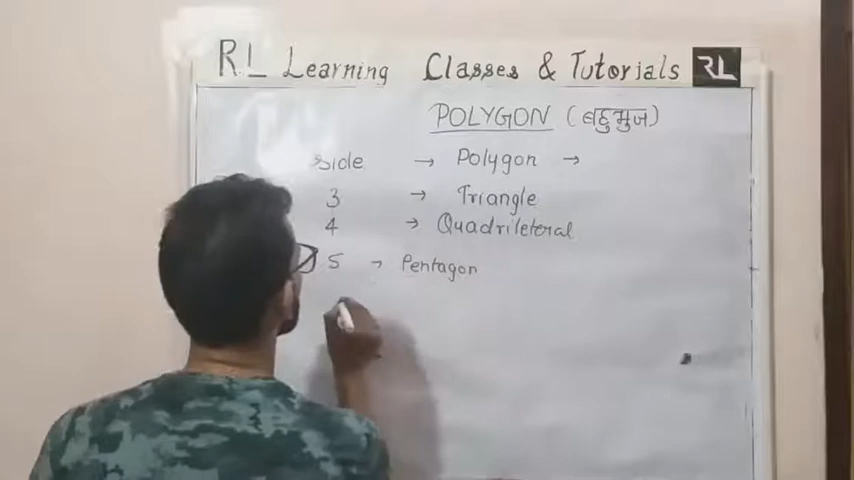 RL Learning Classes & Tutorials RL
POLYGON (बहुभुज)
side → Polygon →
3 → Triangle
4 → Quadrileteral
5 → Pentagon